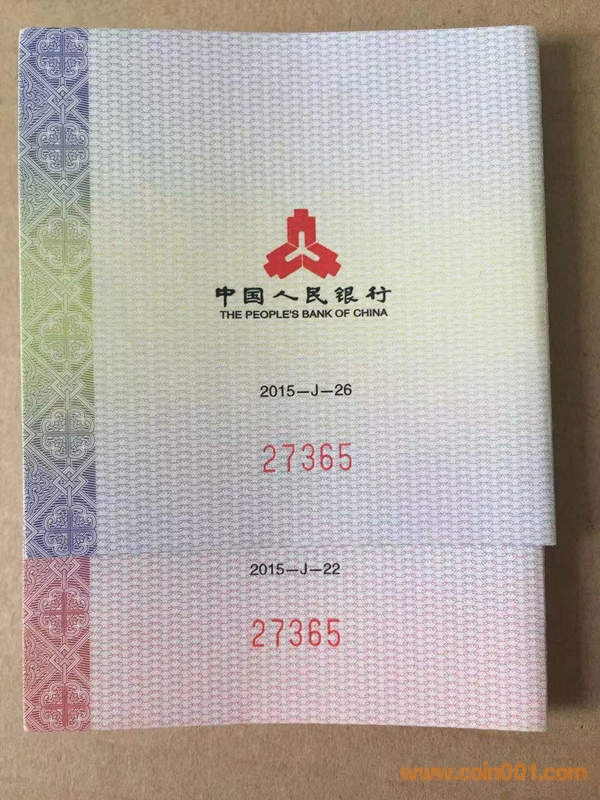 中国人民银行
THE PEOPLE'S BANK OF CHINA
2015—J—26
27365
2015—J—22
27365
www.coin001.com